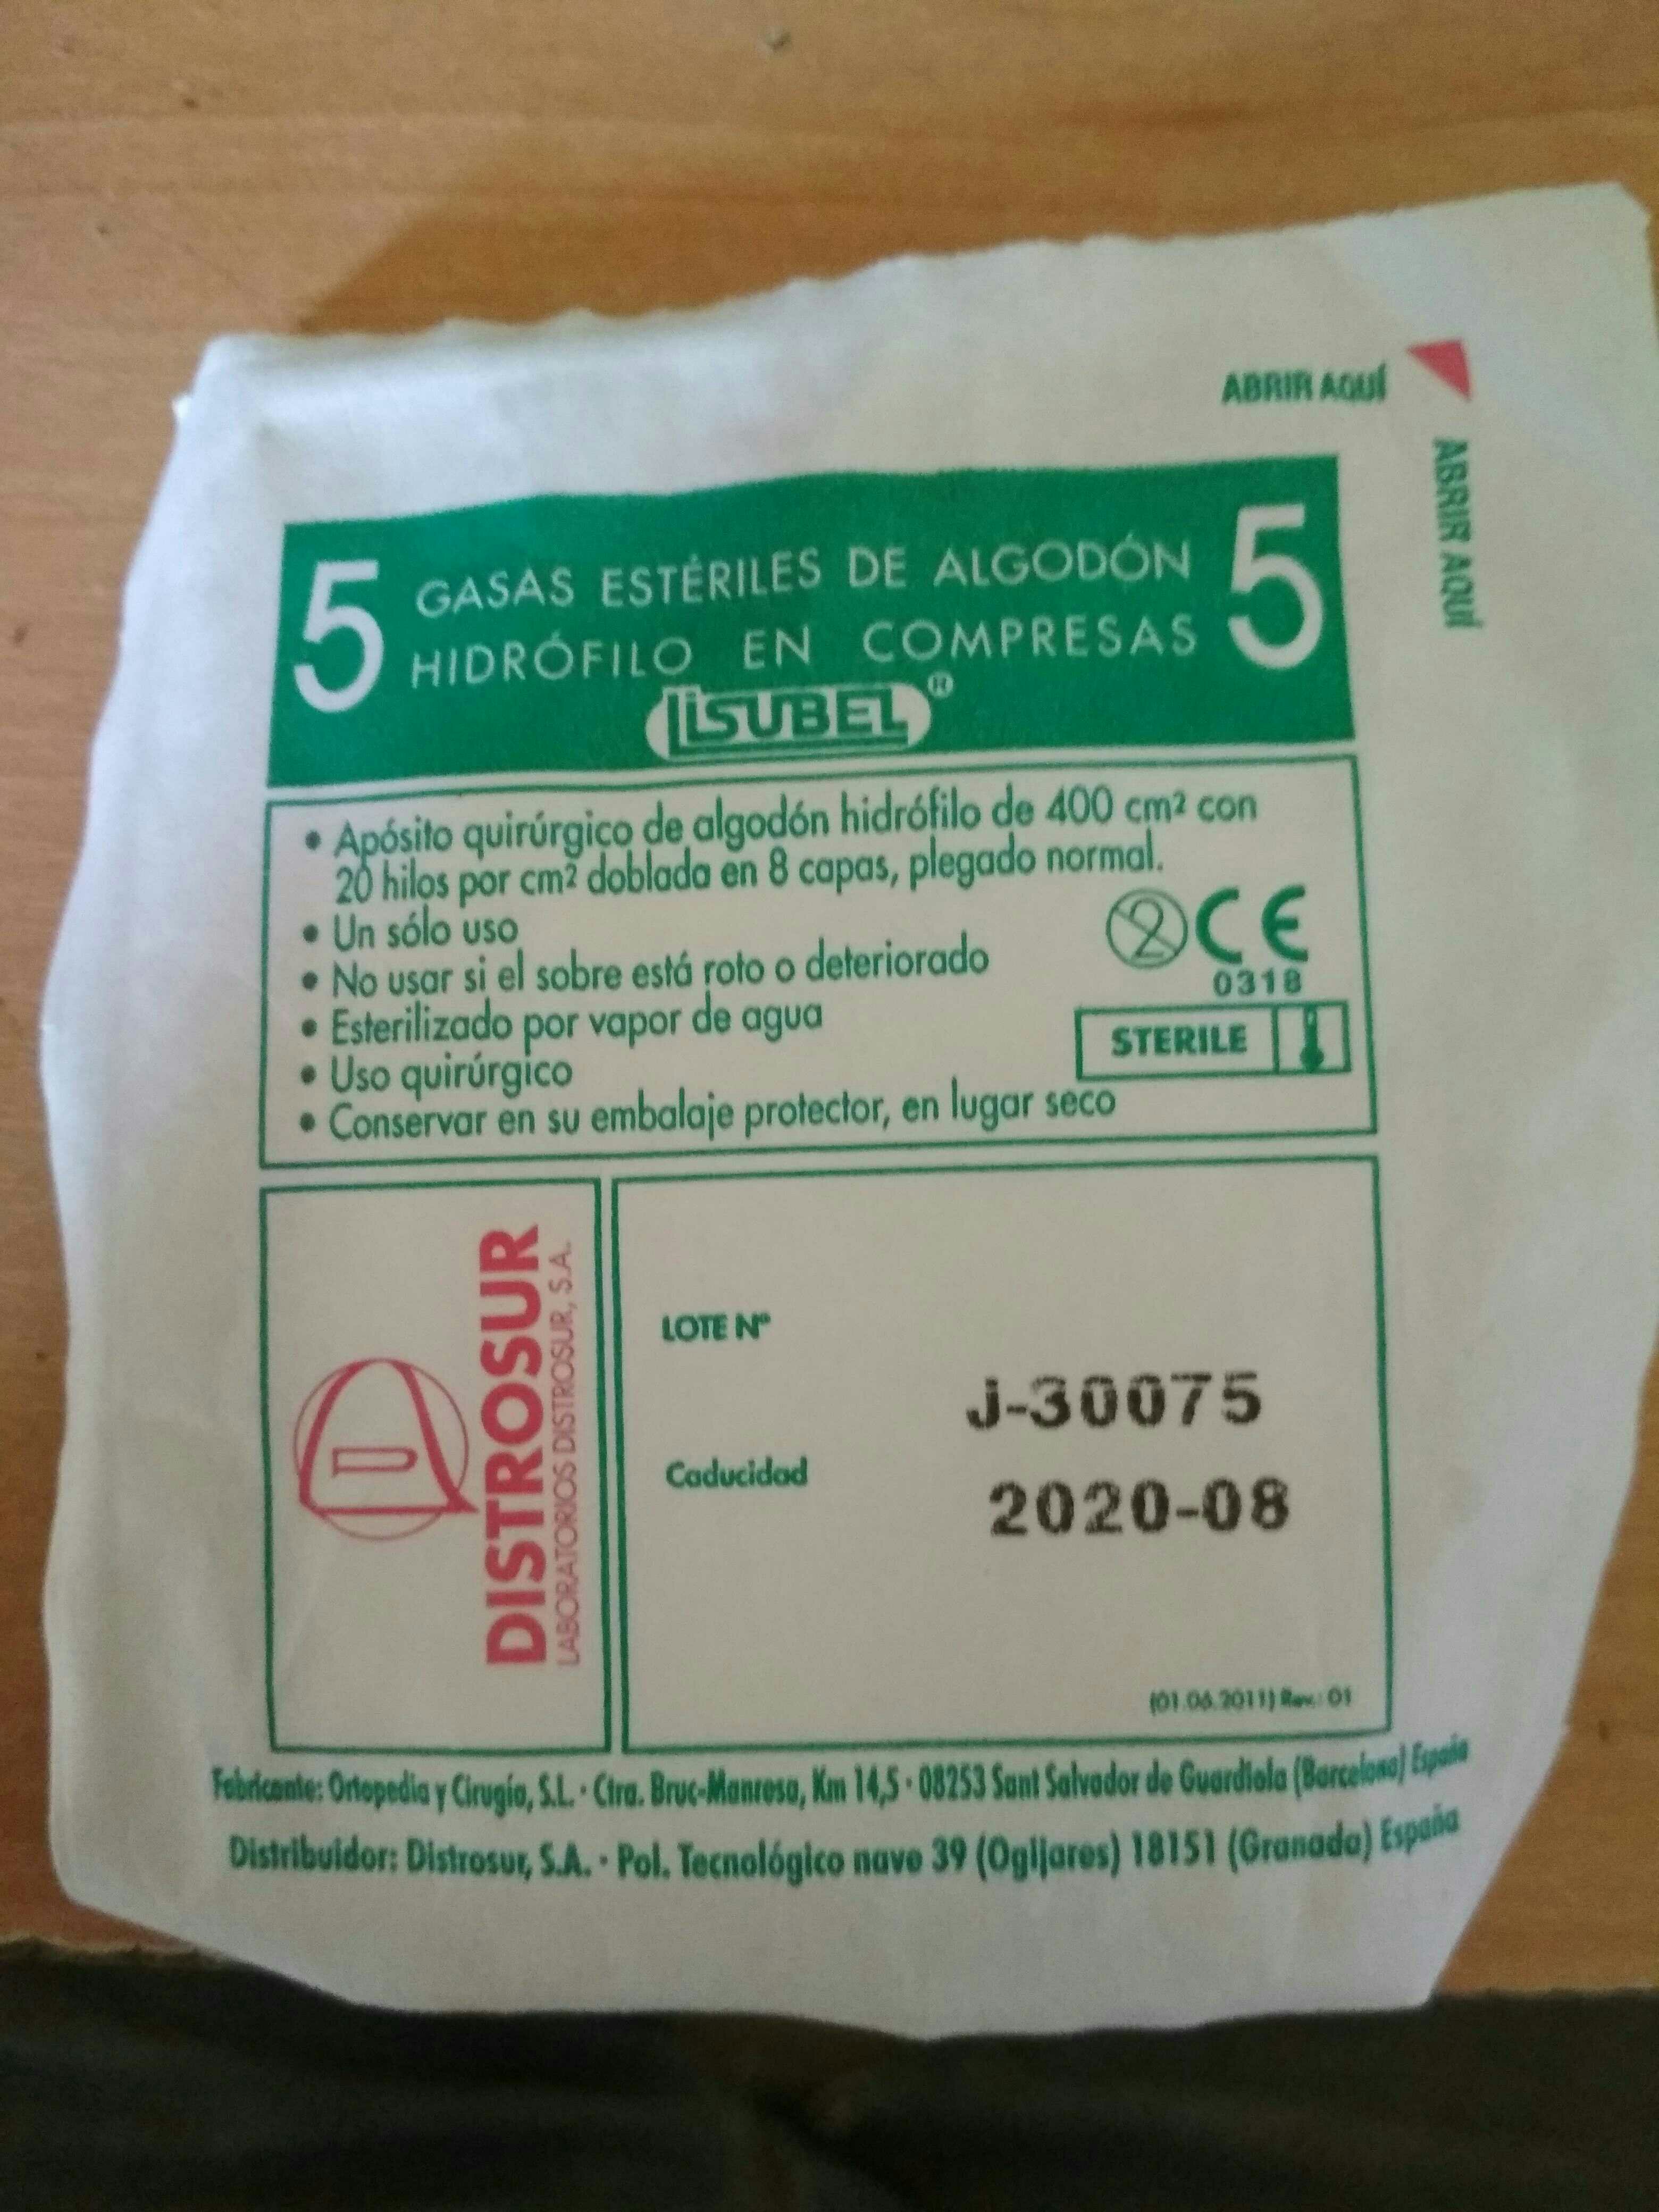 ABRIR AQUÍ
ABRIR AQUÍ
5 GASAS ESTÉRILES DE ALGODÓN 5
HIDRÓFILO EN COMPRESAS
LISUBEL®
• Apósito quirúrgico de algodón hidrófilo de 400 cm² con
20 hilos por cm² doblada en 8 capas, plegado normal.
• Un sólo uso
• No usar si el sobre está roto o deteriorado
• Esterilizado por vapor de agua
• Uso quirúrgico
• Conservar en su embalaje protector, en lugar seco
2 CE
0318
STERILE
D
DISTROSUR
LABORATORIOS DISTROSUR, S.A.
LOTE Nº
J-30075
Caducidad
2020-08
(01.06.2011) Rev.: 01
Fabricante: Ortopedia y Cirugía, S.L. · Ctra. Bruc-Manresa, Km 14,5 · 08253 Sant Salvador de Guardiola (Barcelona) España
Distribuidor: Distrosur, S.A. · Pol. Tecnológico nave 39 (Ogijares) 18151 (Granada) España